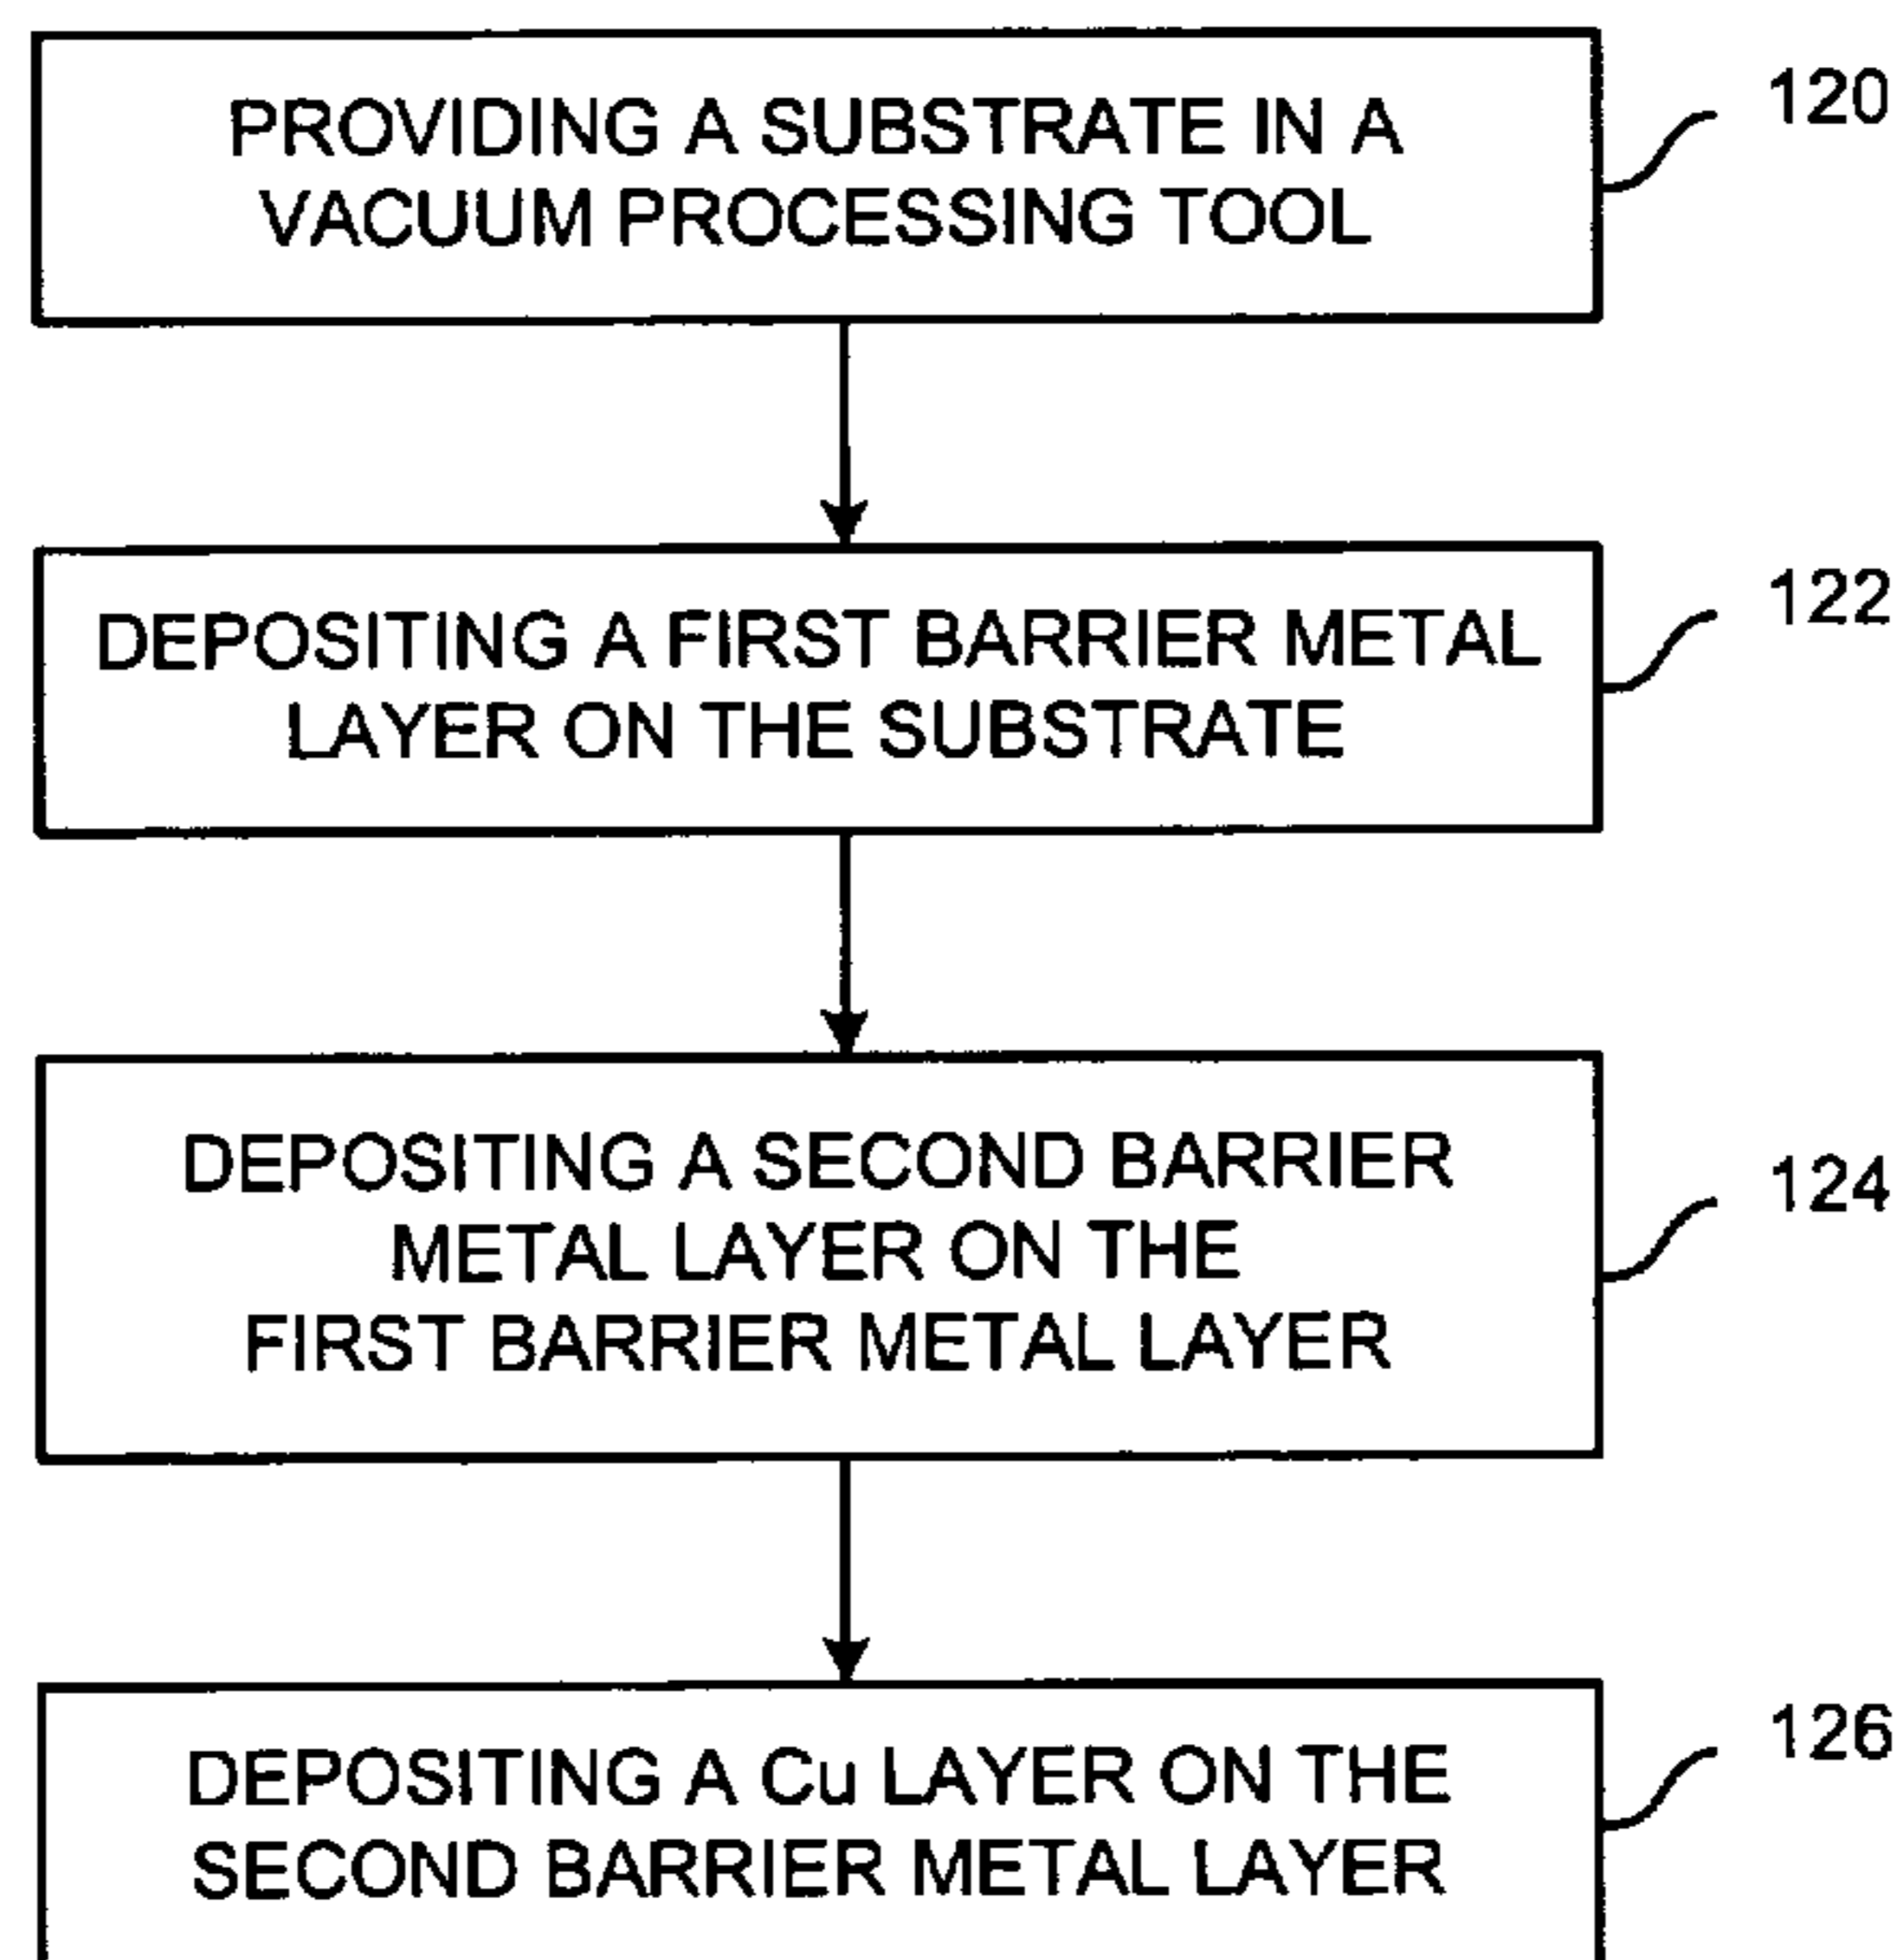 PROVIDING A SUBSTRATE IN A
VACUUM PROCESSING TOOL
120
DEPOSITING A FIRST BARRIER METAL
LAYER ON THE SUBSTRATE
122
DEPOSITING A SECOND BARRIER
METAL LAYER ON THE
FIRST BARRIER METAL LAYER
124
DEPOSITING A Cu LAYER ON THE
SECOND BARRIER METAL LAYER
126